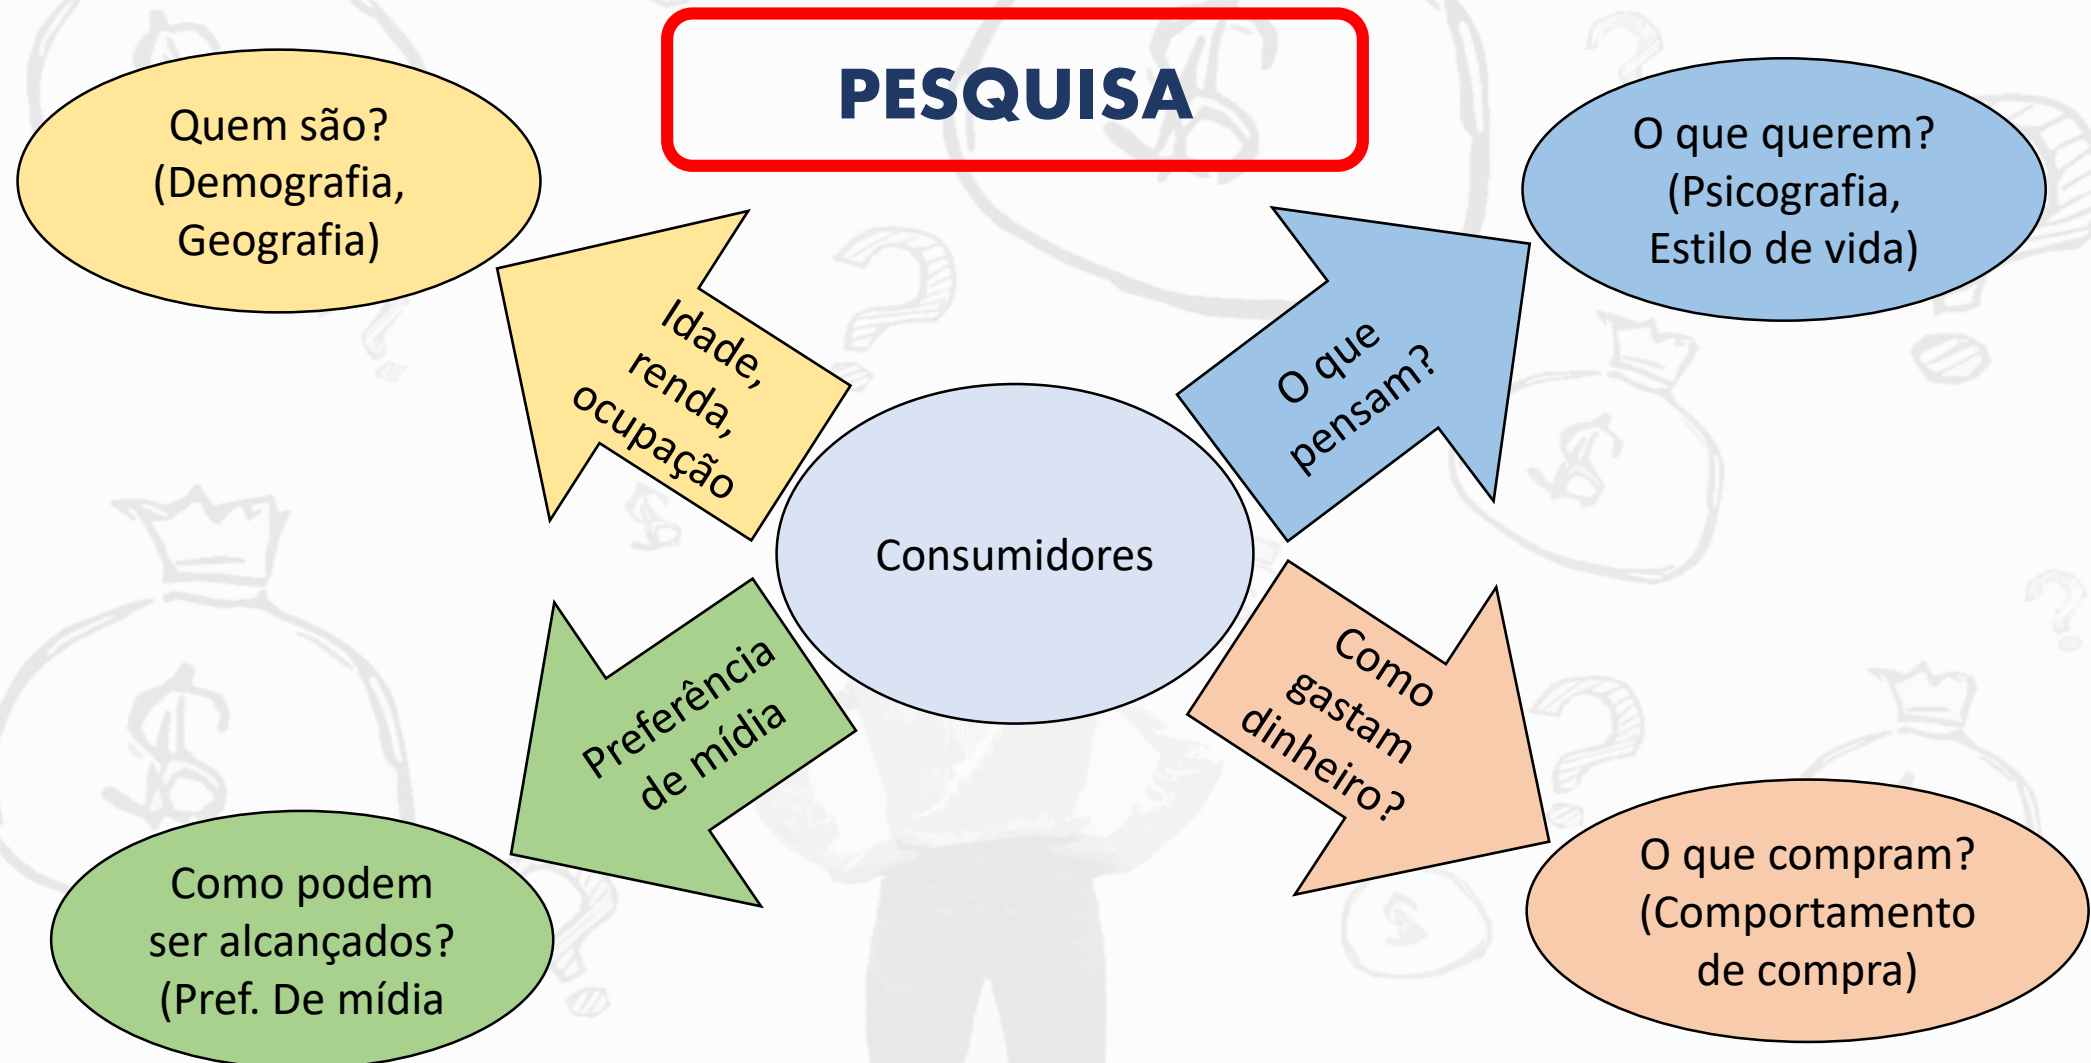 PESQUISA
Quem são?
(Demografia,
Geografia)
O que querem?
(Psicografia,
Estilo de vida)
Idade,
renda,
ocupação
O que
pensam?
Consumidores
Preferência
de mídia
Como
gastam
dinheiro?
Como podem
ser alcançados?
(Pref. De mídia
O que compram?
(Comportamento
de compra)